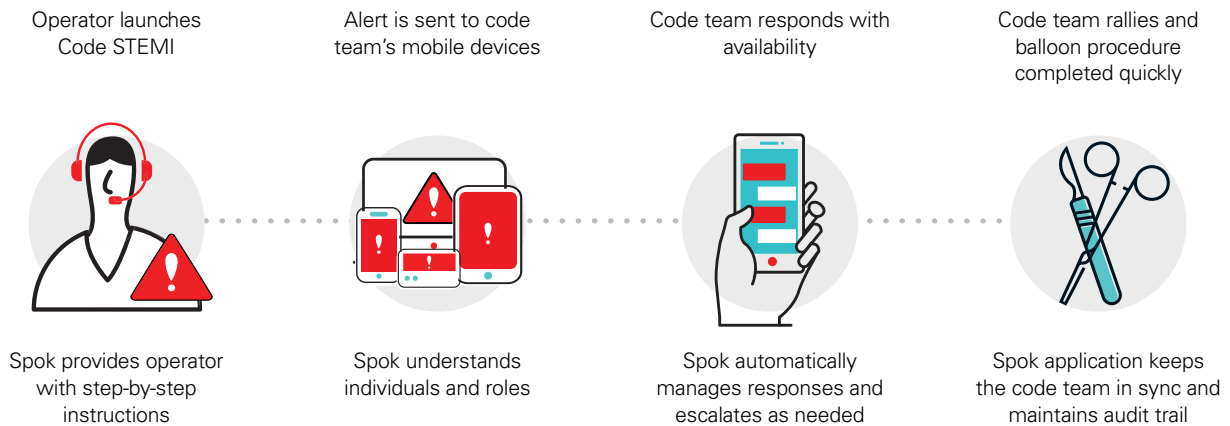 Operator launches
Code STEMI
Alert is sent to code
team's mobile devices
Code team responds with
availability
Code team rallies and
balloon procedure
completed quickly
Spok provides operator
with step-by-step
instructions
Spok understands
individuals and roles
Spok automatically
manages responses and
escalates as needed
Spok application keeps
the code team in sync and
maintains audit trail